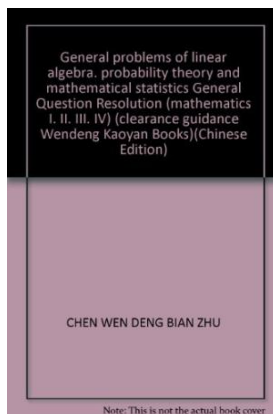 General problems of linear
algebra. probability theory and
mathematical statistics General
Question Resolution (mathematics
I. II. III. IV) (clearance guidance
Wendeng Kaoyan Books)(Chinese
Edition)
CHEN WEN DENG BIAN ZHU
Note: This is not the actual book cover